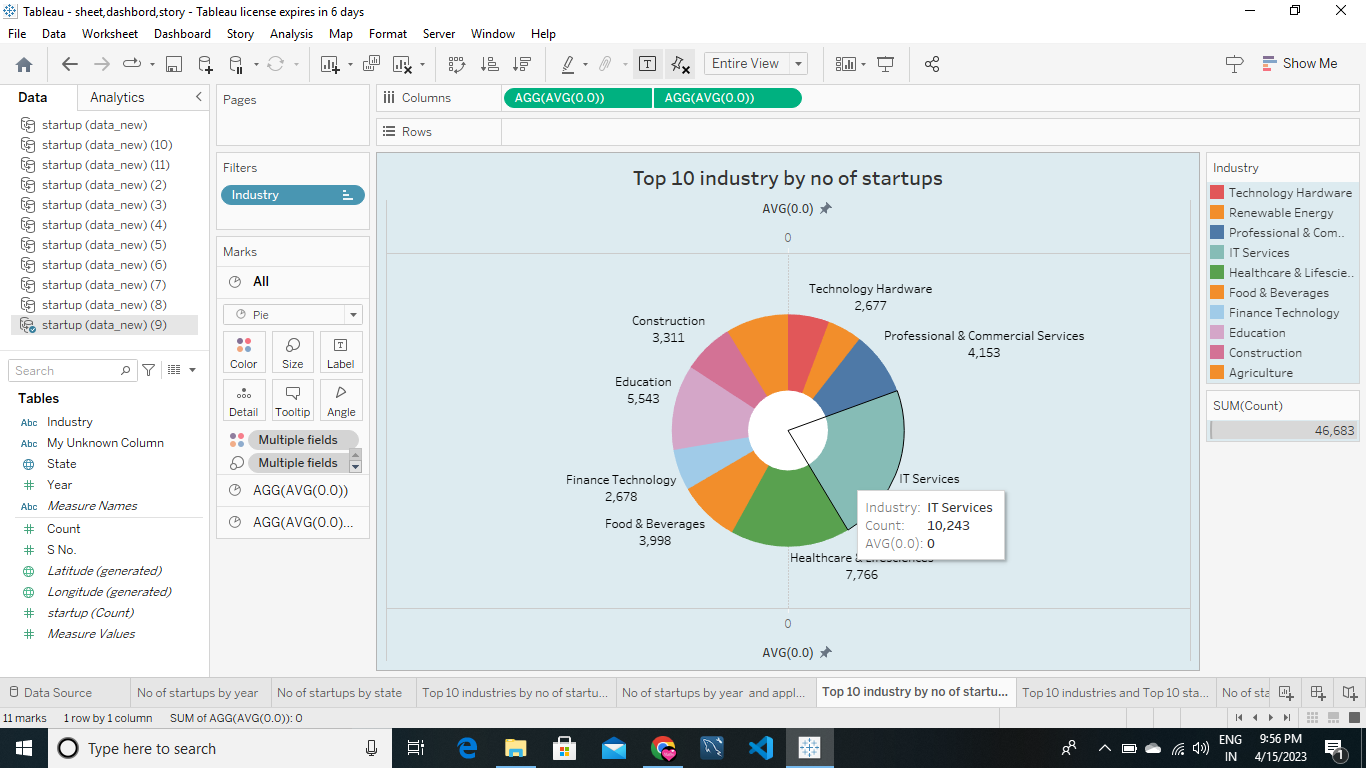 Tableau - sheet,dashbord,story - Tableau license expires in 6 days
File Data Worksheet Dashboard Story Analysis Map Format Server Window Help
Entire View
Show Me
Data Analytics
startup (data_new)
startup (data_new) (10)
startup (data_new) (11)
startup (data_new) (2)
startup (data_new) (3)
startup (data_new) (4)
startup (data_new) (5)
startup (data_new) (6)
startup (data_new) (7)
startup (data_new) (8)
startup (data_new) (9)
Search
Tables
Abc Industry
Abc My Unknown Column
State
Year
Abc Measure Names
Count
S No.
Latitude (generated)
Longitude (generated)
startup (Count)
Measure Values
Pages
Filters
Industry
Marks
All
Pie
Color Size Label
Detail Tooltip Angle
Multiple fields
Multiple fields
AGG(AVG(0.0))
AGG(AVG(0.0)...
Columns AGG(AVG(0.0)) AGG(AVG(0.0))
Rows
Top 10 industry by no of startups
AVG(0.0)
0
Technology Hardware
2,677
Professional & Commercial Services
4,153
Construction
3,311
Education
5,543
Finance Technology
2,678
Food & Beverages
3,998
IT Services
Healthcare & Lifesciences
7,766
Industry: IT Services
Count: 10,243
AVG(0.0): 0
0
AVG(0.0)
Industry
Technology Hardware
Renewable Energy
Professional & Com..
IT Services
Healthcare & Lifescie..
Food & Beverages
Finance Technology
Education
Construction
Agriculture
SUM(Count)
46,683
Data Source No of startups by year No of startups by state Top 10 industries by no of startu... No of startups by year and appl... Top 10 industry by no of startu... Top 10 industries and Top 10 sta... No of sta
11 marks 1 row by 1 column SUM of AGG(AVG(0.0)): 0
Type here to search
ENG
IN
9:56 PM
4/15/2023
1